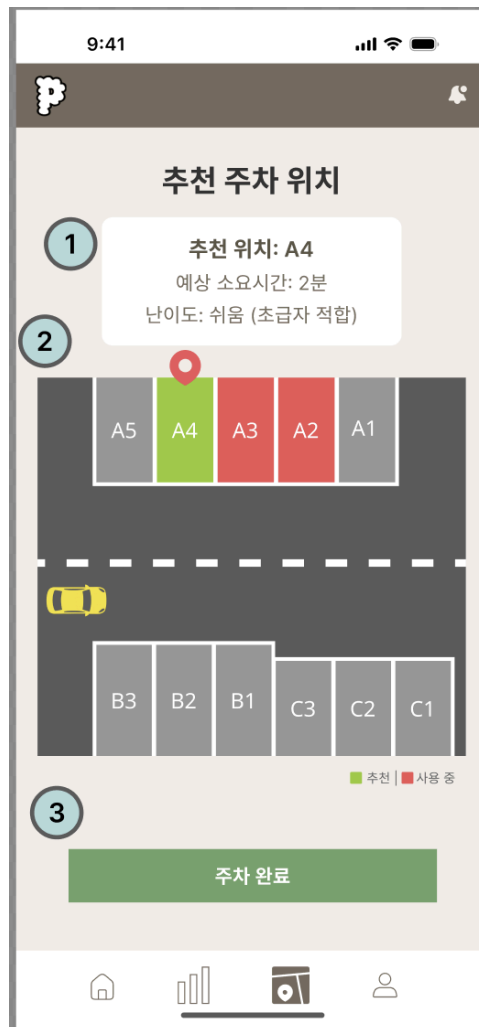 9:41
P
추천 주차 위치
1
추천 위치: A4
예상 소요시간: 2분
난이도: 쉬움 (초급자 적합)
2
A5 A4 A3 A2 A1
B3 B2 B1 C3 C2 C1
추천 | 사용 중
3
주차 완료